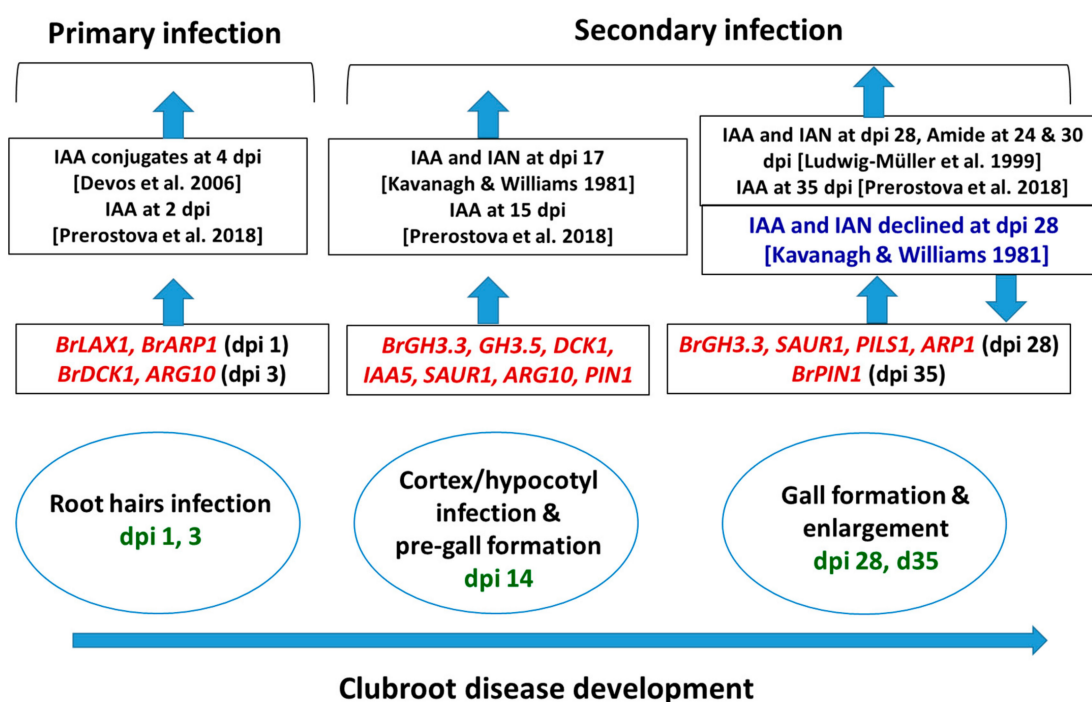 Primary infection
Secondary infection
IAA conjugates at 4 dpi
[Devos et al. 2006]
IAA at 2 dpi
[Prerostova et al. 2018]
IAA and IAN at dpi 17
[Kavanagh & Williams 1981]
IAA at 15 dpi
[Prerostova et al. 2018]
IAA and IAN at dpi 28, Amide at 24 & 30
dpi [Ludwig-Müller et al. 1999]
IAA at 35 dpi [Prerostova et al. 2018]
IAA and IAN declined at dpi 28
[Kavanagh & Williams 1981]
BrLAX1, BrARP1 (dpi 1)
BrDCK1, ARG10 (dpi 3)
BrGH3.3, GH3.5, DCK1,
IAA5, SAUR1, ARG10, PIN1
BrGH3.3, SAUR1, PILS1, ARP1 (dpi 28)
BrPIN1 (dpi 35)
Root hairs infection
dpi 1, 3
Cortex/hypocotyl
infection &
pre-gall formation
dpi 14
Gall formation &
enlargement
dpi 28, d35
Clubroot disease development